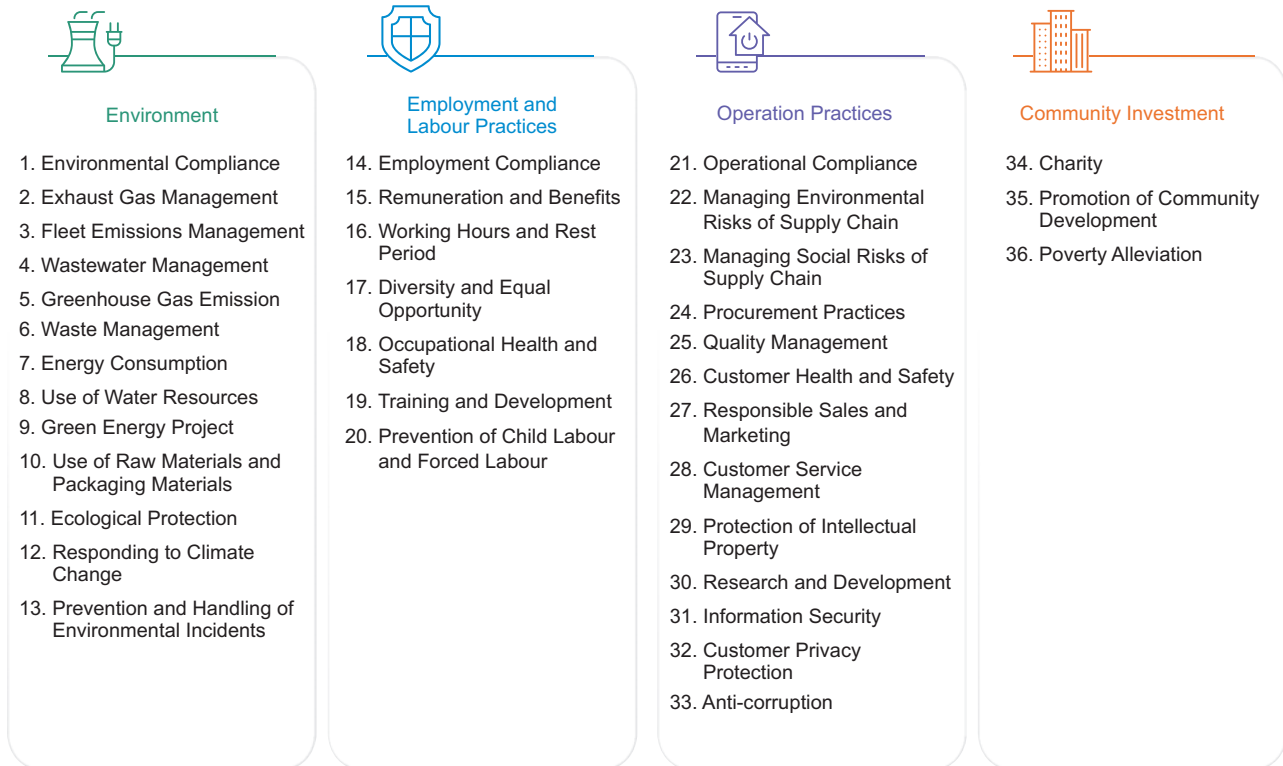 Environment
1. Environmental Compliance
2. Exhaust Gas Management
3. Fleet Emissions Management
4. Wastewater Management
5. Greenhouse Gas Emission
6. Waste Management
7. Energy Consumption
8. Use of Water Resources
9. Green Energy Project
10. Use of Raw Materials and
Packaging Materials
11. Ecological Protection
12. Responding to Climate
Change
13. Prevention and Handling of
Environmental Incidents
Employment and
Labour Practices
14. Employment Compliance
15. Remuneration and Benefits
16. Working Hours and Rest
Period
17. Diversity and Equal
Opportunity
18. Occupational Health and
Safety
19. Training and Development
20. Prevention of Child Labour
and Forced Labour
Operation Practices
21. Operational Compliance
22. Managing Environmental
Risks of Supply Chain
23. Managing Social Risks of
Supply Chain
24. Procurement Practices
25. Quality Management
26. Customer Health and Safety
27. Responsible Sales and
Marketing
28. Customer Service
Management
29. Protection of Intellectual
Property
30. Research and Development
31. Information Security
32. Customer Privacy
Protection
33. Anti-corruption
Community Investment
34. Charity
35. Promotion of Community
Development
36. Poverty Alleviation